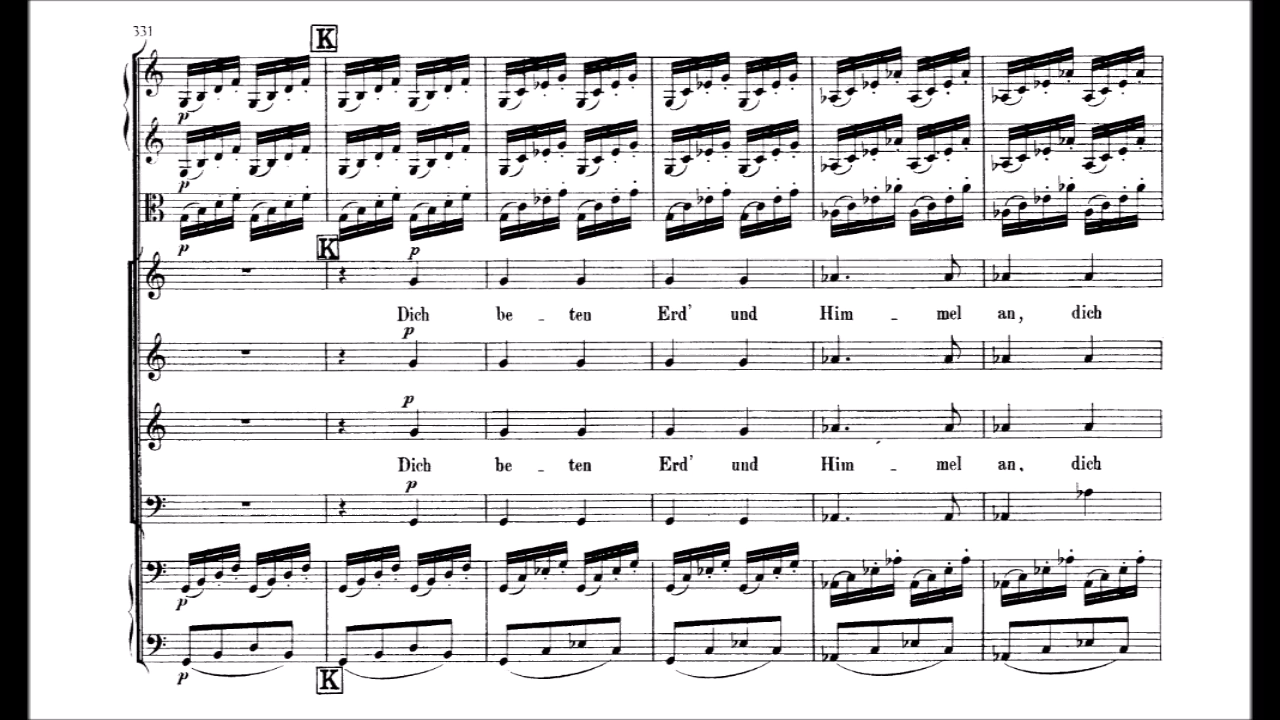 331
K
p
p
p
p
K
Dich be - ten Erd' und Him - mel an, dich
p
p
Dich be - ten Erd' und Him - mel an. dich
p
p
p
K